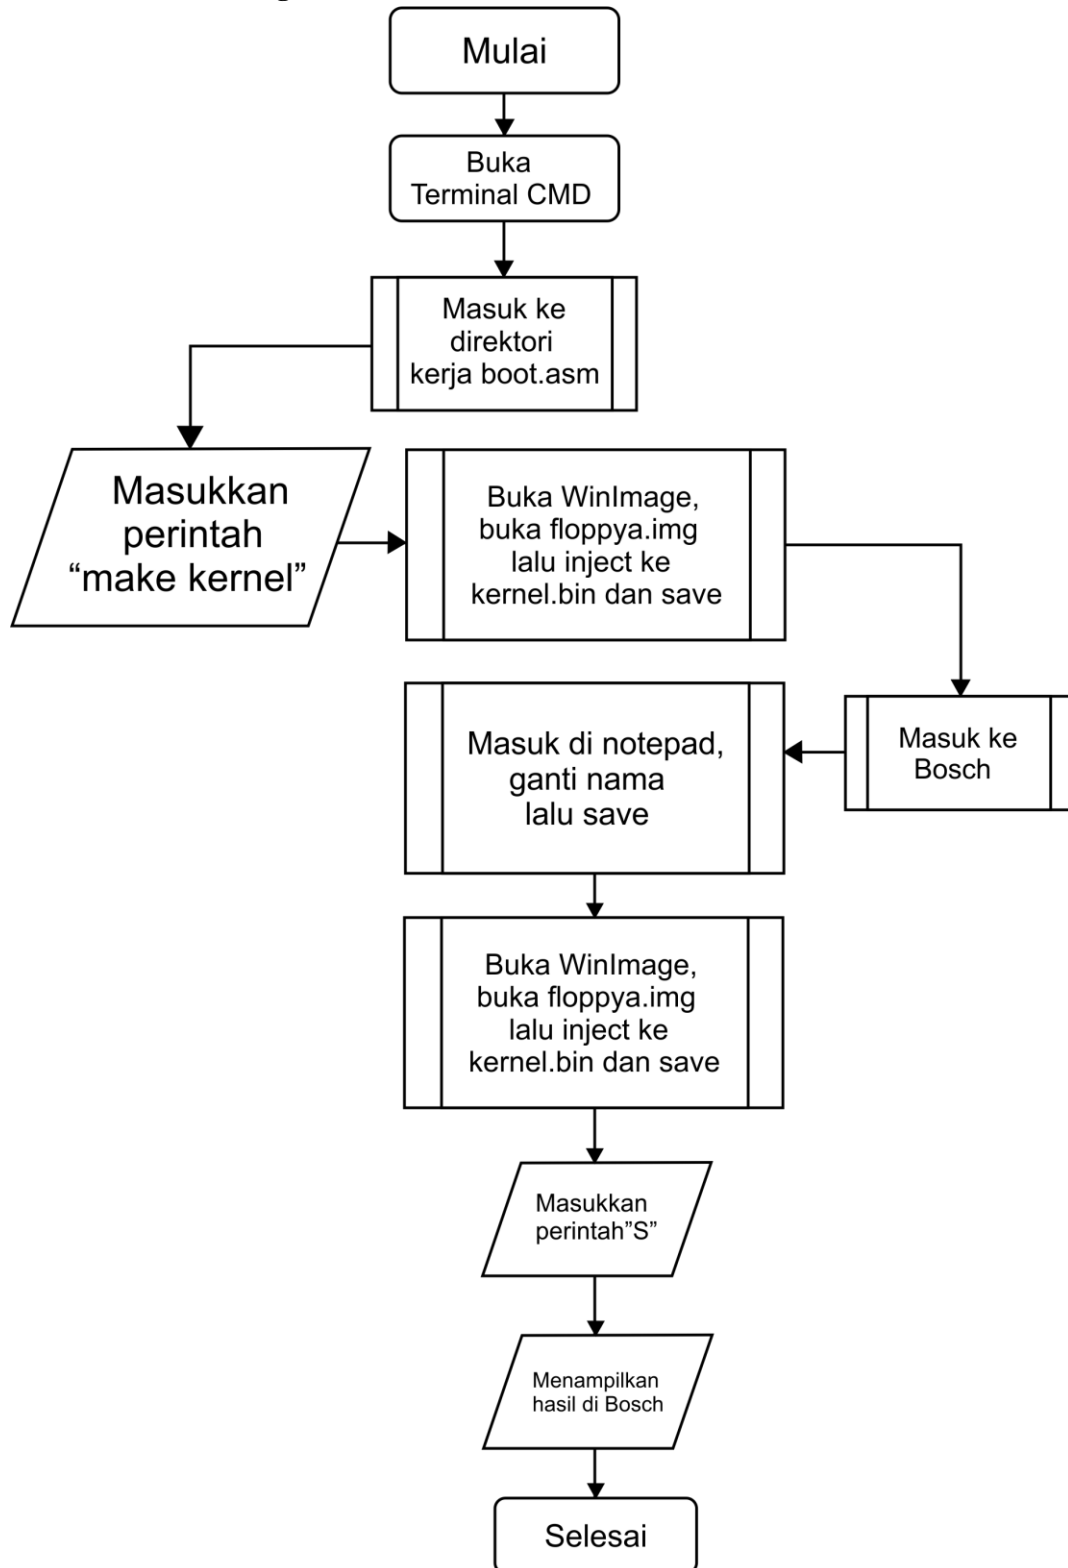 Mulai
Buka
Terminal CMD
Masuk ke
direktori
kerja boot.asm
Masukkan
perintah
“make kernel”
Buka WinImage,
buka floppya.img
lalu inject ke
kernel.bin dan save
Masuk ke
Bosch
Masuk di notepad,
ganti nama
lalu save
Buka WinImage,
buka floppya.img
lalu inject ke
kernel.bin dan save
Masukkan
perintah”S”
Menampilkan
hasil di Bosch
Selesai